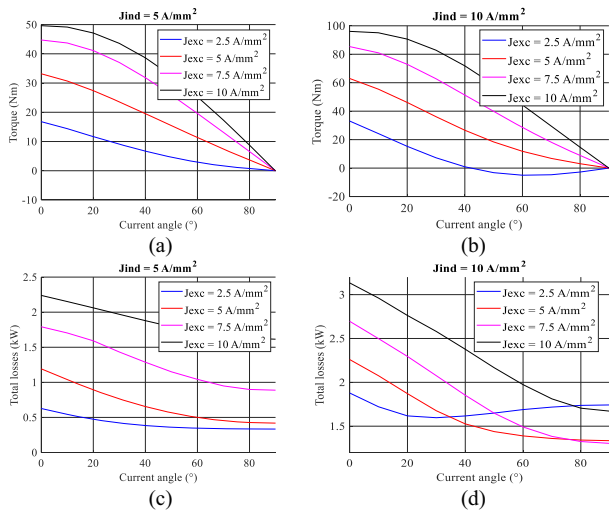 Jind = 5 A/mm²
50
40
30
20
10
0
-10
Torque (Nm)
Jexc = 2.5 A/mm²
Jexc = 5 A/mm²
Jexc = 7.5 A/mm²
Jexc = 10 A/mm²
0 20 40 60 80
Current angle (°)
(a)
Jind = 10 A/mm²
100
80
60
40
20
0
-20
Torque (Nm)
Jexc = 2.5 A/mm²
Jexc = 5 A/mm²
Jexc = 7.5 A/mm²
Jexc = 10 A/mm²
0 20 40 60 80
Current angle (°)
(b)
Jind = 5 A/mm²
2.5
2
1.5
1
0.5
0
Total losses (kW)
Jexc = 2.5 A/mm²
Jexc = 5 A/mm²
Jexc = 7.5 A/mm²
Jexc = 10 A/mm²
0 20 40 60 80
Current angle (°)
(c)
Jind = 10 A/mm²
3
2.5
2
1.5
Total losses (kW)
Jexc = 2.5 A/mm²
Jexc = 5 A/mm²
Jexc = 7.5 A/mm²
Jexc = 10 A/mm²
0 20 40 60 80
Current angle (°)
(d)